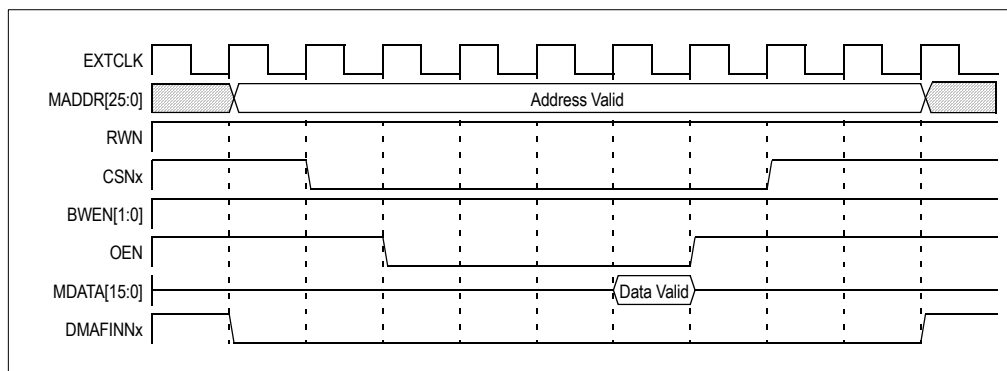 EXTCLK
MADDR[25:0]
Address Valid
RWN
CSNx
BWEN[1:0]
OEN
MDATA[15:0]
Data Valid
DMAFINNx